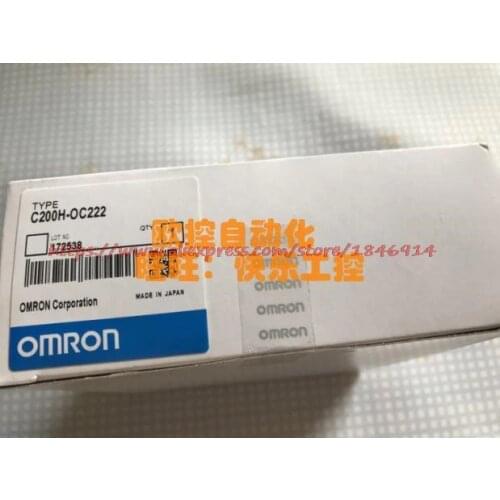 TYPE
C200H-OC222
LOT NO.
QTY
172538
OMRON Corporation
MADE IN JAPAN
OMRON
OMRON
OMRON
OMRON
OMRON
欧控自动化
旺旺：快乐工控
https://www.aliexpress.com/store/1846914